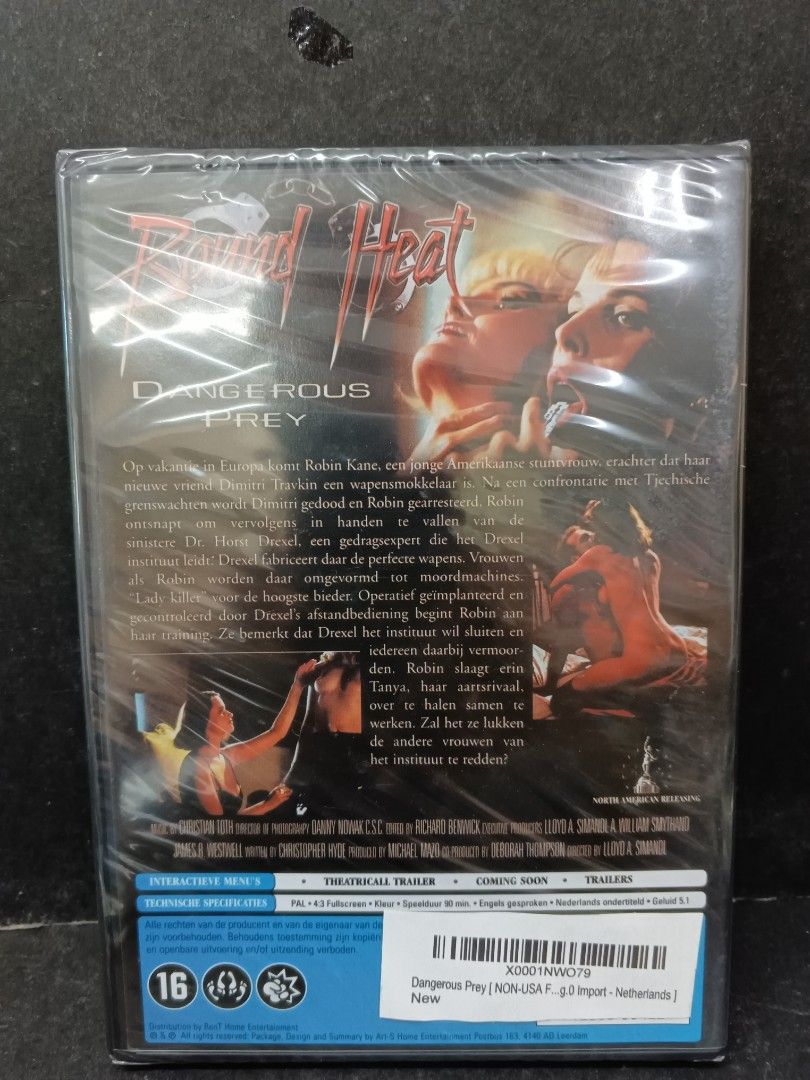 Bound Heat
DANGEROUS
PREY
Op vakantie in Europa komt Robin Kane, een jonge Amerikaanse stuntvrouw, erachter dat haar
nieuwe vriend Dimitri Travkin een wapensmokkelaar is. Na een confrontatie met Tjechische
grenswachten wordt Dimitri gedood en Robin gearresteerd. Robin
ontsnapt om vervolgens in handen te vallen van de
sinistere Dr. Horst Drexel, een gedragsexpert die het Drexel
instituut leidt. Drexel fabriceert daar de perfecte wapens. Vrouwen
als Robin worden daar omgevormd tot moordmachines.
"Lady killer" voor de hoogste bieder. Operatief geïmplanteerd en
gecontroleerd door Drexel's afstandbediening begint Robin aan
haar training. Ze bemerkt dat Drexel het instituut wil sluiten en
iedereen daarbij vermoor-
den. Robin slaagt erin
Tanya, haar aartsrivaal,
over te halen samen te
werken. Zal het ze lukken
de andere vrouwen van
het instituut te redden?
NORTH AMERICAN RELEASING
MUSIC BY CHRISTIAN TOTH DIRECTOR OF PHOTOGRAHPY DANNY NOWAK C.S.C. EDITED BY RICHARD BENWICK EXECUTIVE PRODUCERS LLOYD A. SIMANDL A. WILLIAM SMYTHAND
JAMES R. WESTWELL WRITTEN BY CHRISTOPHER HYDE PRODUCED BY MICHAEL MAZO CO-PRODUCED BY DEBORAH THOMPSON DIRECTED BY LLOYD A. SIMANDL
INTERACTIEVE MENU'S • THEATRICALL TRAILER • COMING SOON • TRAILERS
TECHNISCHE SPECIFICATIES PAL • 4:3 Fullscreen • Kleur • Speelduur 90 min. • Engels gesproken • Nederlands ondertiteld • Geluid 5.1
Alle rechten van de producent en van de eigenaar van de
zijn voorbehouden. Behoudens toestemming zijn kopiëren
en openbare uitvoering en/of uitzending verboden.
X0001NWO79
Dangerous Prey [ NON-USA F...g.0 Import - Netherlands ]
New
16
Distribution by RenT Home Entertainement
All rights reserved: Package, Design and Summary by Art-S Home Entertainment Postbus 163, 4140 AD Leerdam